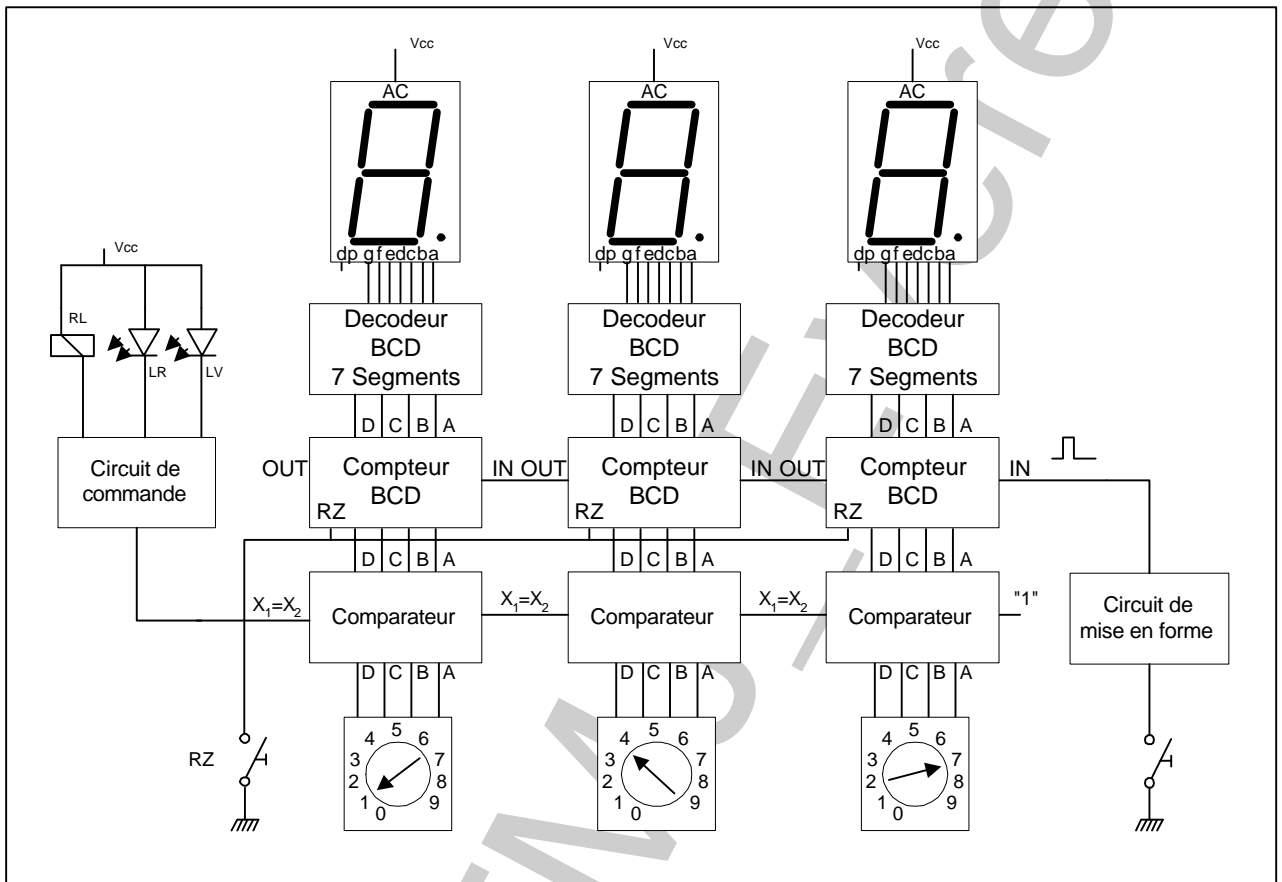 Vcc Vcc Vcc
AC AC AC
dp g f e d c b a dp g f e d c b a dp g f e d c b a
Vcc
RL LR LV
Decodeur
BCD
7 Segments
Decodeur
BCD
7 Segments
Decodeur
BCD
7 Segments
D C B A D C B A D C B A
Circuit de
commande
OUT
Compteur
BCD
RZ
IN OUT
Compteur
BCD
RZ
IN OUT
Compteur
BCD
RZ
IN
D C B A D C B A D C B A
X₁=X₂
Comparateur
X₁=X₂
Comparateur
X₁=X₂
Comparateur
"1"
Circuit de
mise en forme
D C B A D C B A D C B A
RZ
0 1 2 3 4 5 6 7 8 9
0 1 2 3 4 5 6 7 8 9
0 1 2 3 4 5 6 7 8 9